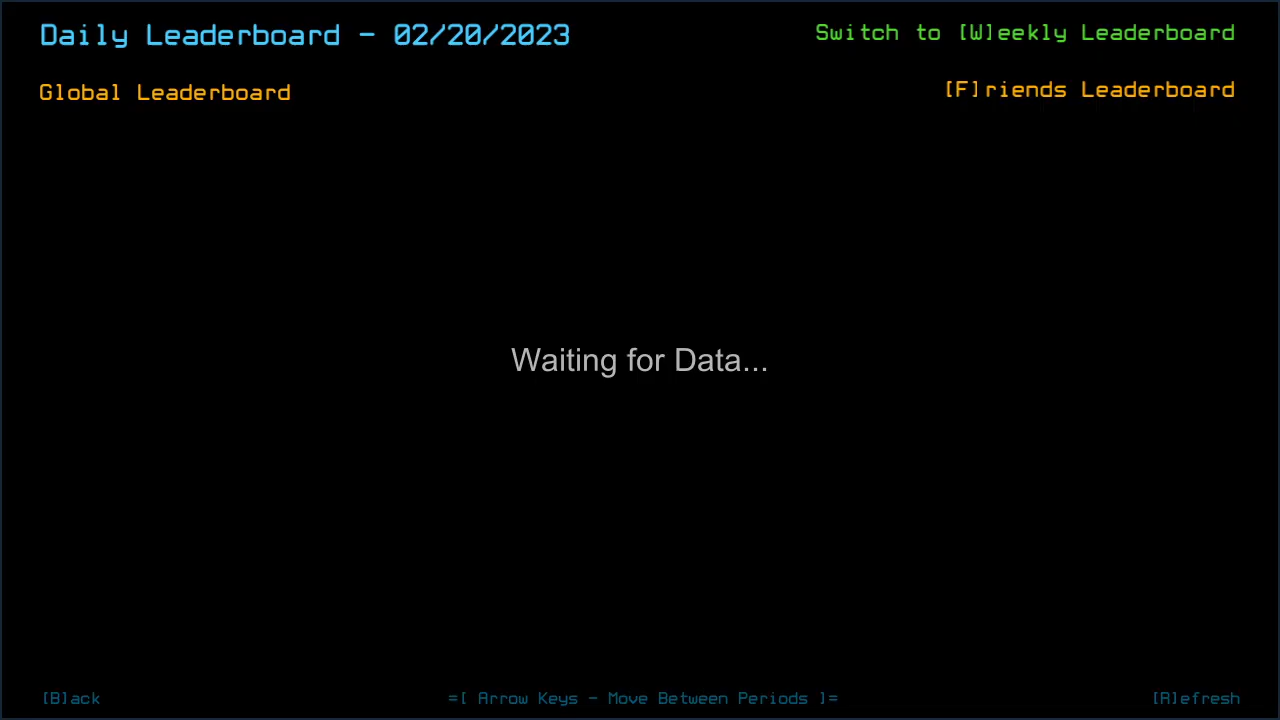 Daily Leaderboard - 02/20/2023
Switch to [W]eekly Leaderboard
Global Leaderboard
[F]riends Leaderboard
Waiting for Data...
[B]ack
=[ Arrow Keys - Move Between Periods ]=
[R]efresh